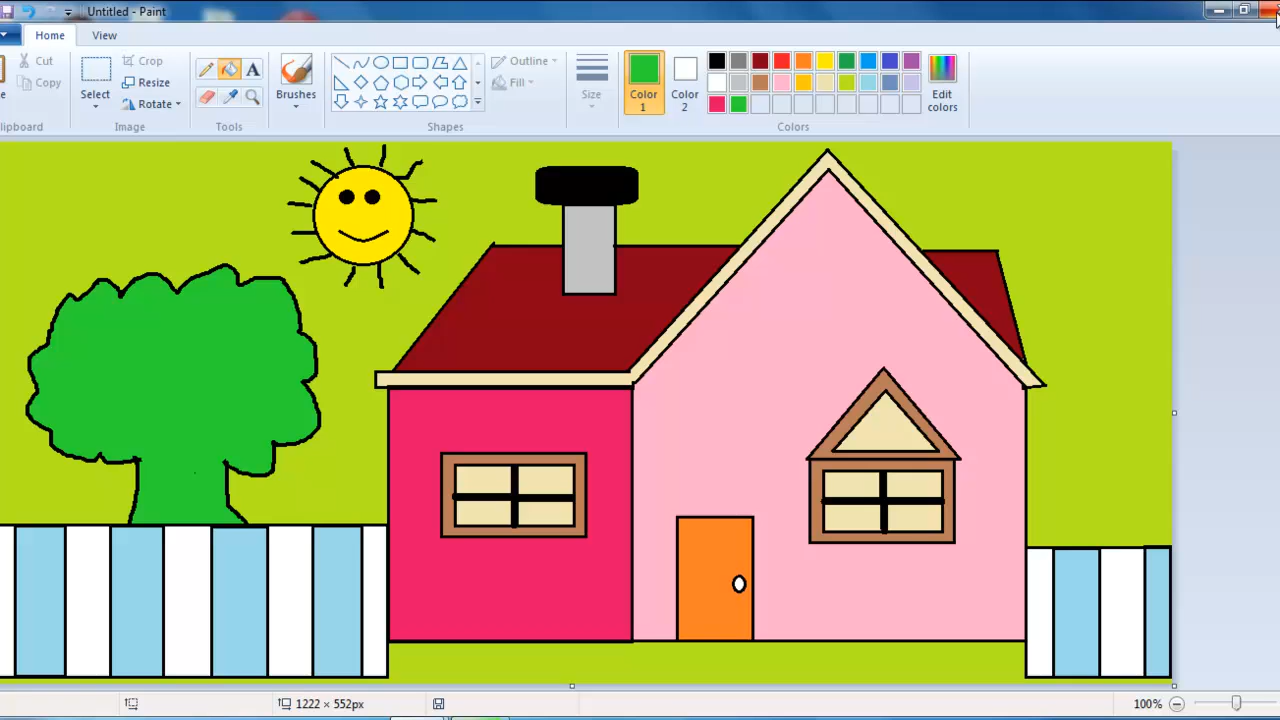 Untitled - Paint
Home View
Cut
Copy
lipboard
Select
Crop
Resize
Rotate
Image
A
Tools
Brushes
Outline
Fill
Shapes
Size
Color
1
Color
2
Edit
colors
Colors
1222 × 552px
100%